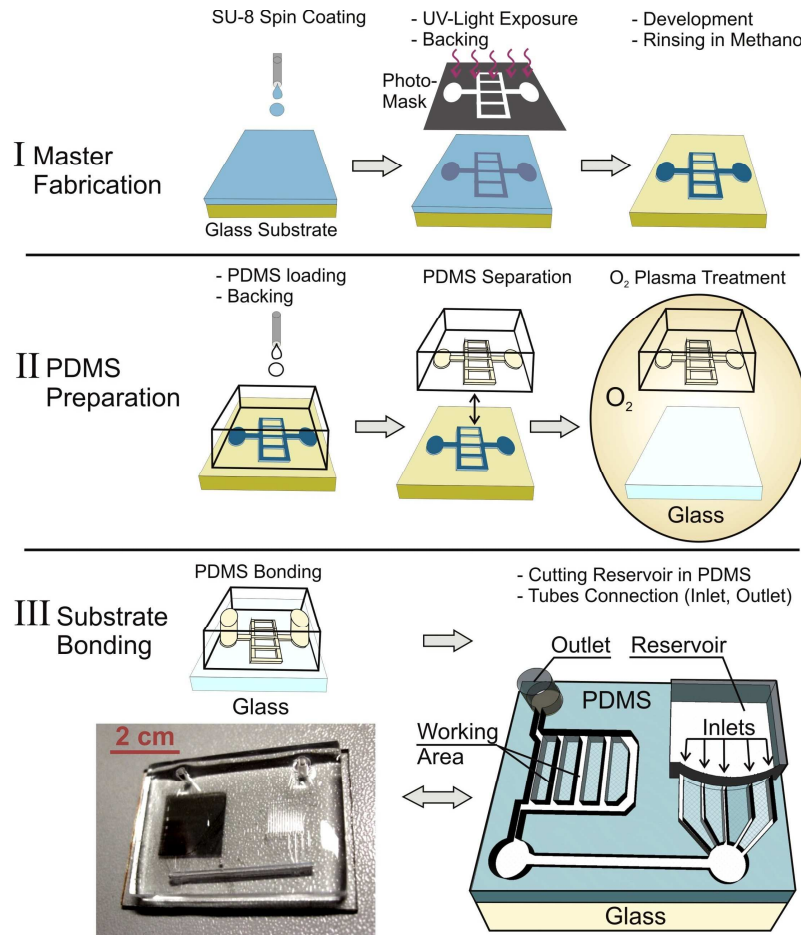 SU-8 Spin Coating
- UV-Light Exposure
- Backing
- Development
- Rinsing in Methano
Photo-
Mask
I Master
Fabrication
Glass Substrate
- PDMS loading
- Backing
PDMS Separation
O₂ Plasma Treatment
II PDMS
Preparation
O₂
Glass
PDMS Bonding
- Cutting Reservoir in PDMS
- Tubes Connection (Inlet, Outlet)
III Substrate
Bonding
Glass
Outlet
Reservoir
PDMS
Inlets
Working
Area
2 cm
Glass